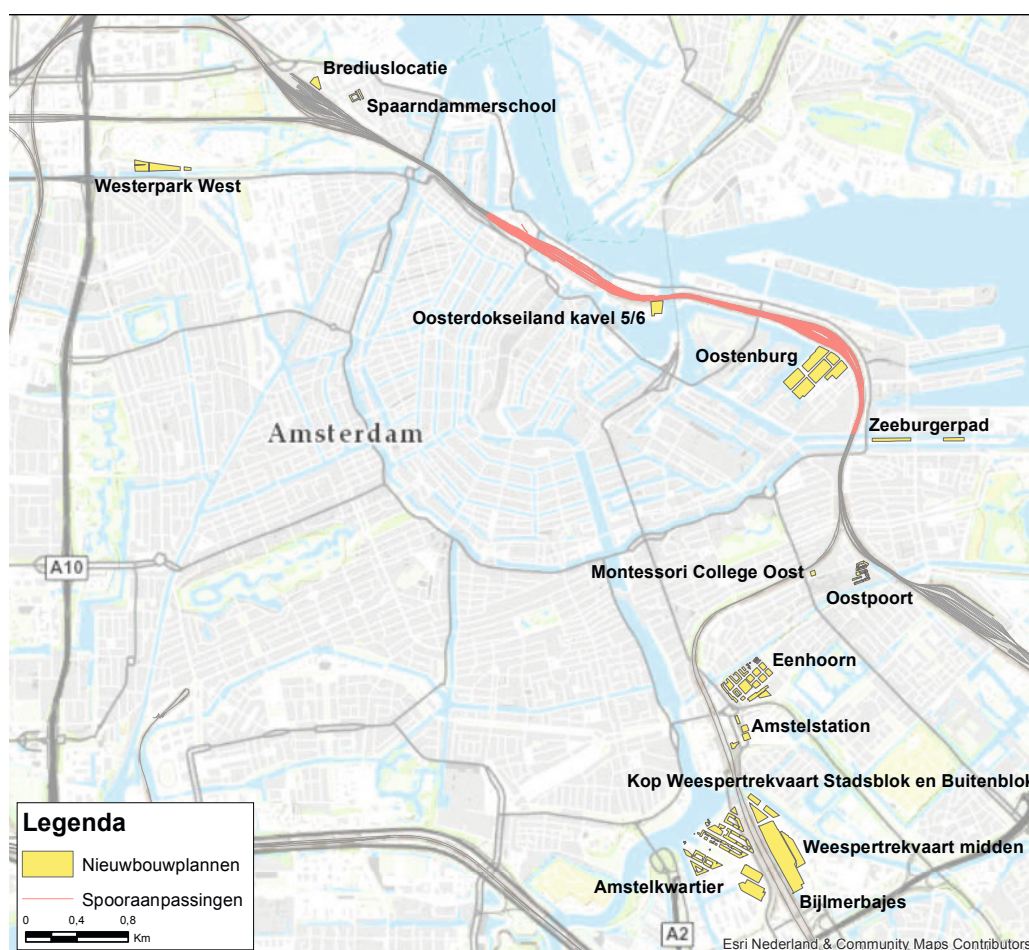 Brediuslocatie
Spaarndammerschool
Westerpark West
Oosterdokseiland kavel 5/6
Oostenburg
Amsterdam
Zeeburgerpad
A10
Montessori College Oost
Oostpoort
Eenhoorn
Amstelstation
Kop Weespertrekvaart Stadsblok en Buitenblok
Weespertrekvaart midden
Amstelkwartier
Bijlmerbajes
A2
Legenda
Nieuwbouwplannen
Spooraanpassingen
0 0,4 0,8
Km
Esri Nederland & Community Maps Contributors